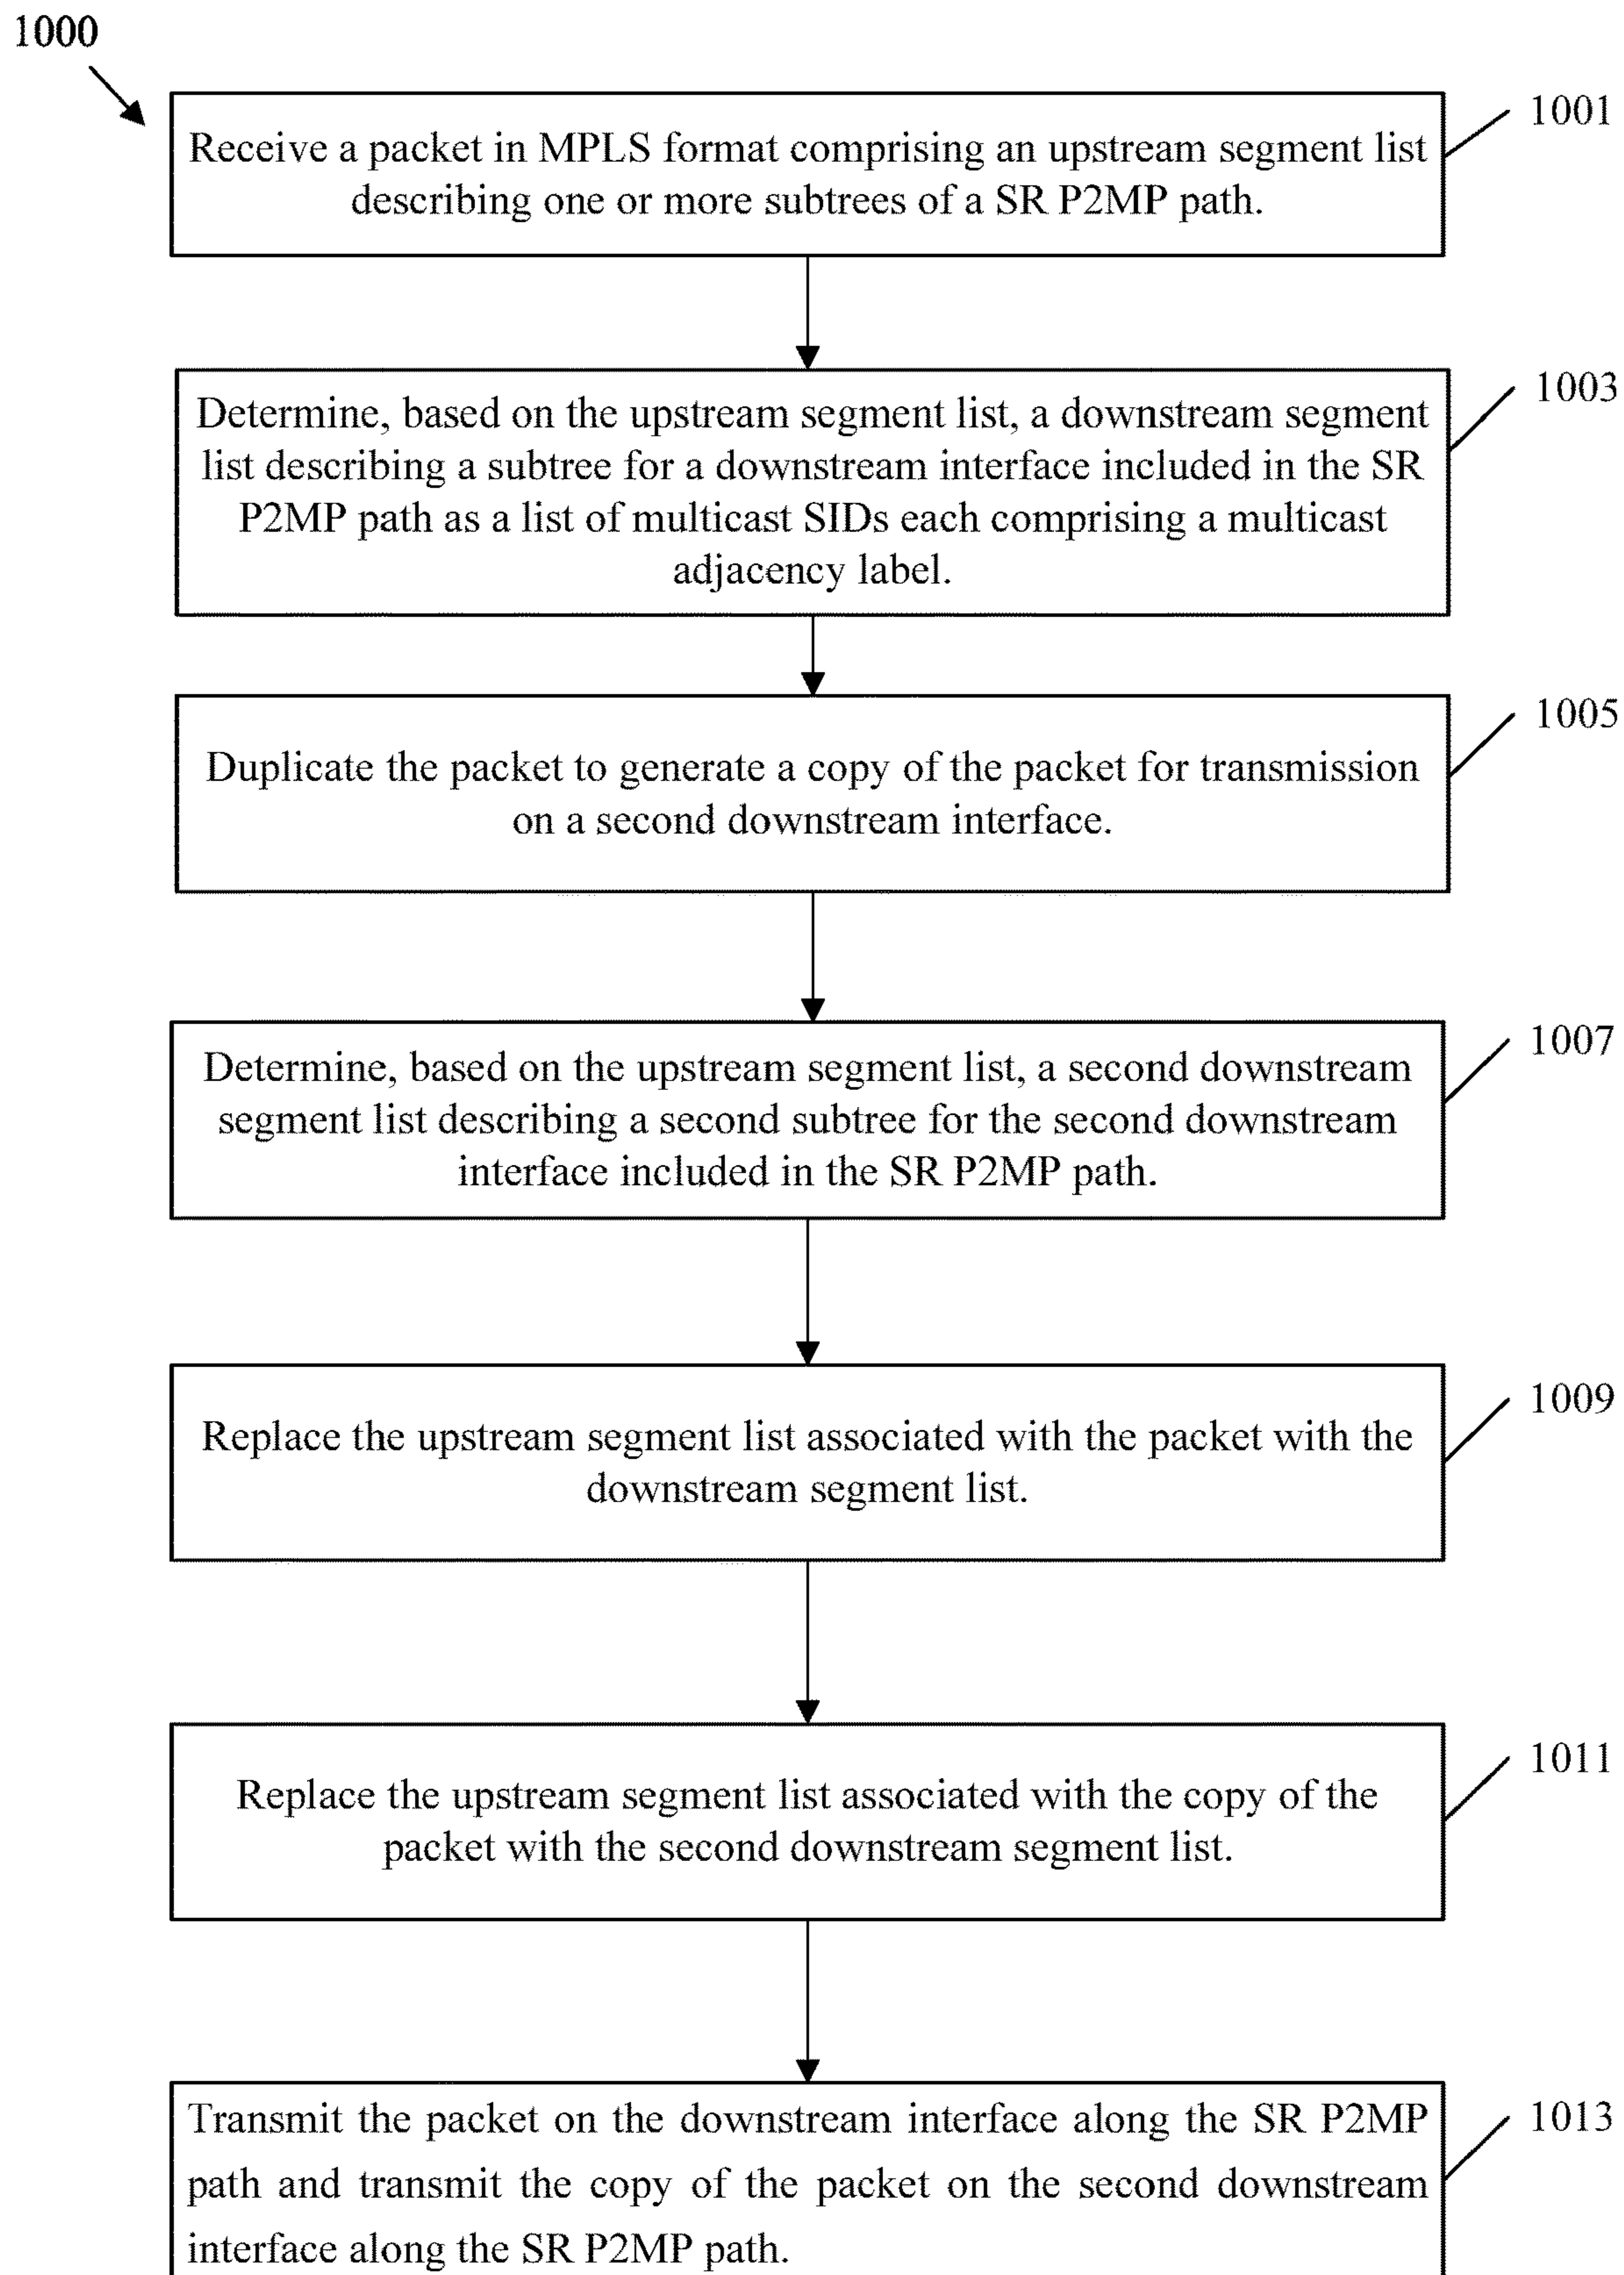 1000
1001
Receive a packet in MPLS format comprising an upstream segment list
describing one or more subtrees of a SR P2MP path.
1003
Determine, based on the upstream segment list, a downstream segment
list describing a subtree for a downstream interface included in the SR
P2MP path as a list of multicast SIDs each comprising a multicast
adjacency label.
1005
Duplicate the packet to generate a copy of the packet for transmission
on a second downstream interface.
1007
Determine, based on the upstream segment list, a second downstream
segment list describing a second subtree for the second downstream
interface included in the SR P2MP path.
1009
Replace the upstream segment list associated with the packet with the
downstream segment list.
1011
Replace the upstream segment list associated with the copy of the
packet with the second downstream segment list.
1013
Transmit the packet on the downstream interface along the SR P2MP
path and transmit the copy of the packet on the second downstream
interface along the SR P2MP path.